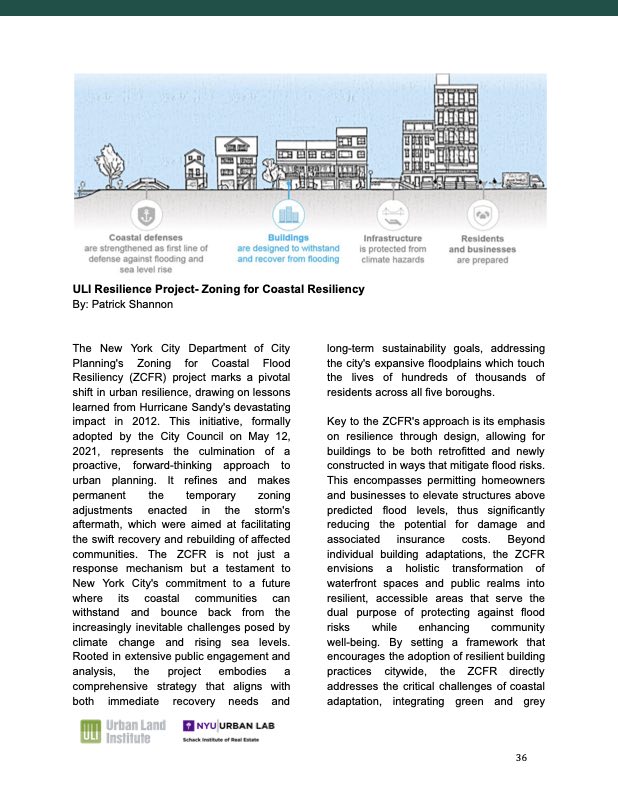 Coastal defenses
are strengthened as first line of
defense against flooding and
sea level rise
Buildings
are designed to withstand
and recover from flooding
Infrastructure
is protected from
climate hazards
Residents
and businesses
are prepared
ULI Resilience Project- Zoning for Coastal Resiliency
By: Patrick Shannon
The New York City Department of City
Planning's Zoning for Coastal Flood
Resiliency (ZCFR) project marks a pivotal
shift in urban resilience, drawing on lessons
learned from Hurricane Sandy's devastating
impact in 2012. This initiative, formally
adopted by the City Council on May 12,
2021, represents the culmination of a
proactive, forward-thinking approach to
urban planning. It refines and makes
permanent the temporary zoning
adjustments enacted in the storm's
aftermath, which were aimed at facilitating
the swift recovery and rebuilding of affected
communities. The ZCFR is not just a
response mechanism but a testament to
New York City's commitment to a future
where its coastal communities can
withstand and bounce back from the
increasingly inevitable challenges posed by
climate change and rising sea levels.
Rooted in extensive public engagement and
analysis, the project embodies a
comprehensive strategy that aligns with
both immediate recovery needs and
long-term sustainability goals, addressing
the city's expansive floodplains which touch
the lives of hundreds of thousands of
residents across all five boroughs.
Key to the ZCFR's approach is its emphasis
on resilience through design, allowing for
buildings to be both retrofitted and newly
constructed in ways that mitigate flood risks.
This encompasses permitting homeowners
and businesses to elevate structures above
predicted flood levels, thus significantly
reducing the potential for damage and
associated insurance costs. Beyond
individual building adaptations, the ZCFR
envisions a holistic transformation of
waterfront spaces and public realms into
resilient, accessible areas that serve the
dual purpose of protecting against flood
risks while enhancing community
well-being. By setting a framework that
encourages the adoption of resilient building
practices citywide, the ZCFR directly
addresses the critical challenges of coastal
adaptation, integrating green and grey
ULI Urban Land
Institute
NYU URBAN LAB
Schack Institute of Real Estate
36